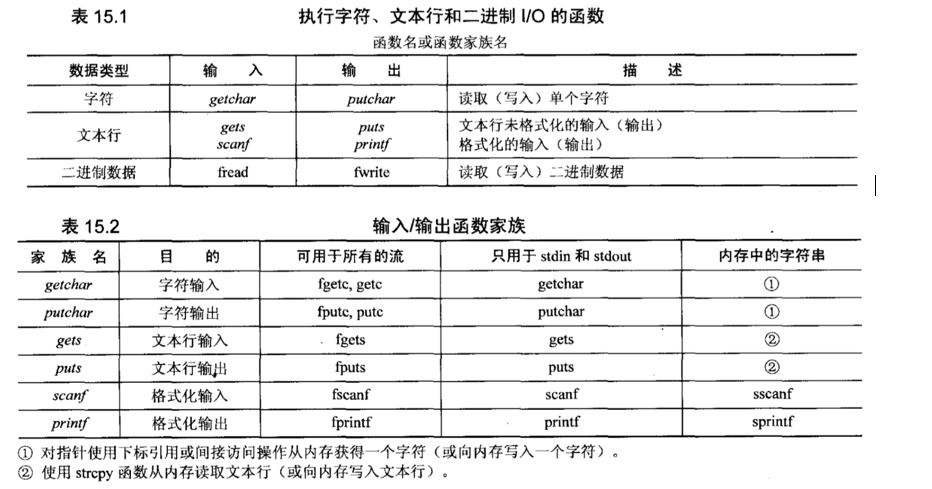 表 15.1 执行字符、文本行和二进制 I/O 的函数
函数名或函数家族名
数据类型 输 入 输 出 描 述
字符 getchar putchar 读取（写入）单个字符
文本行 gets puts 文本行未格式化的输入（输出）
scanf printf 格式化的输入（输出）
二进制数据 fread fwrite 读取（写入）二进制数据
表 15.2 输入/输出函数家族
家 族 名 目 的 可用于所有的流 只用于 stdin 和 stdout 内存中的字符串
getchar 字符输入 fgetc, getc getchar ①
putchar 字符输出 fputc, putc putchar ①
gets 文本行输入 fgets gets ②
puts 文本行输出 fputs puts ②
scanf 格式化输入 fscanf scanf sscanf
printf 格式化输出 fprintf printf sprintf
① 对指针使用下标引用或间接访问操作从内存获得一个字符（或向内存写入一个字符）。
② 使用 strcpy 函数从内存读取文本行（或向内存写入文本行）。